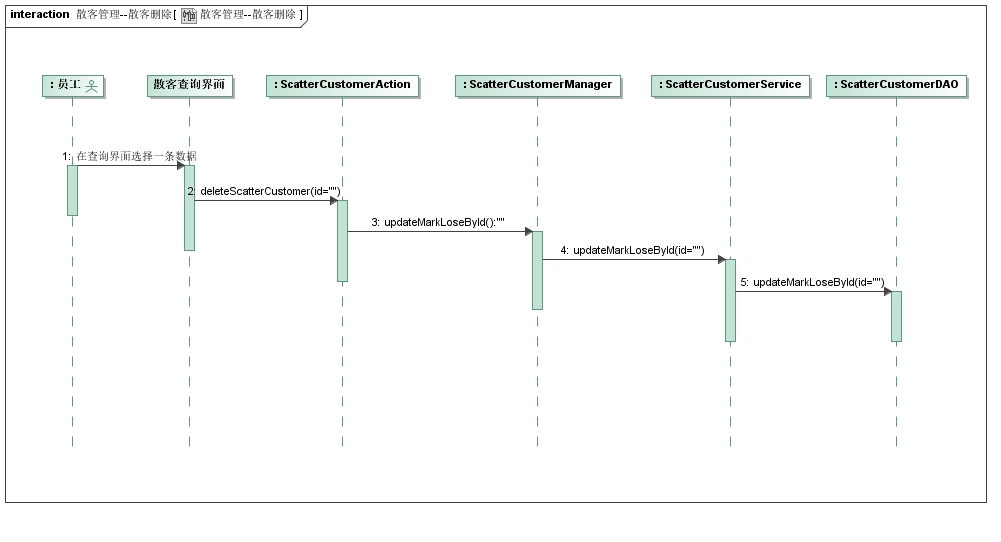 interaction 散客管理--散客删除[ 散客管理--散客删除 ]
: 员工
散客查询界面
: ScatterCustomerAction
: ScatterCustomerManager
: ScatterCustomerService
: ScatterCustomerDAO
1: 在查询界面选择一条数据
2: deleteScatterCustomer(id="")
3: updateMarkLoseById():""
4: updateMarkLoseById(id="")
5: updateMarkLoseById(id="")